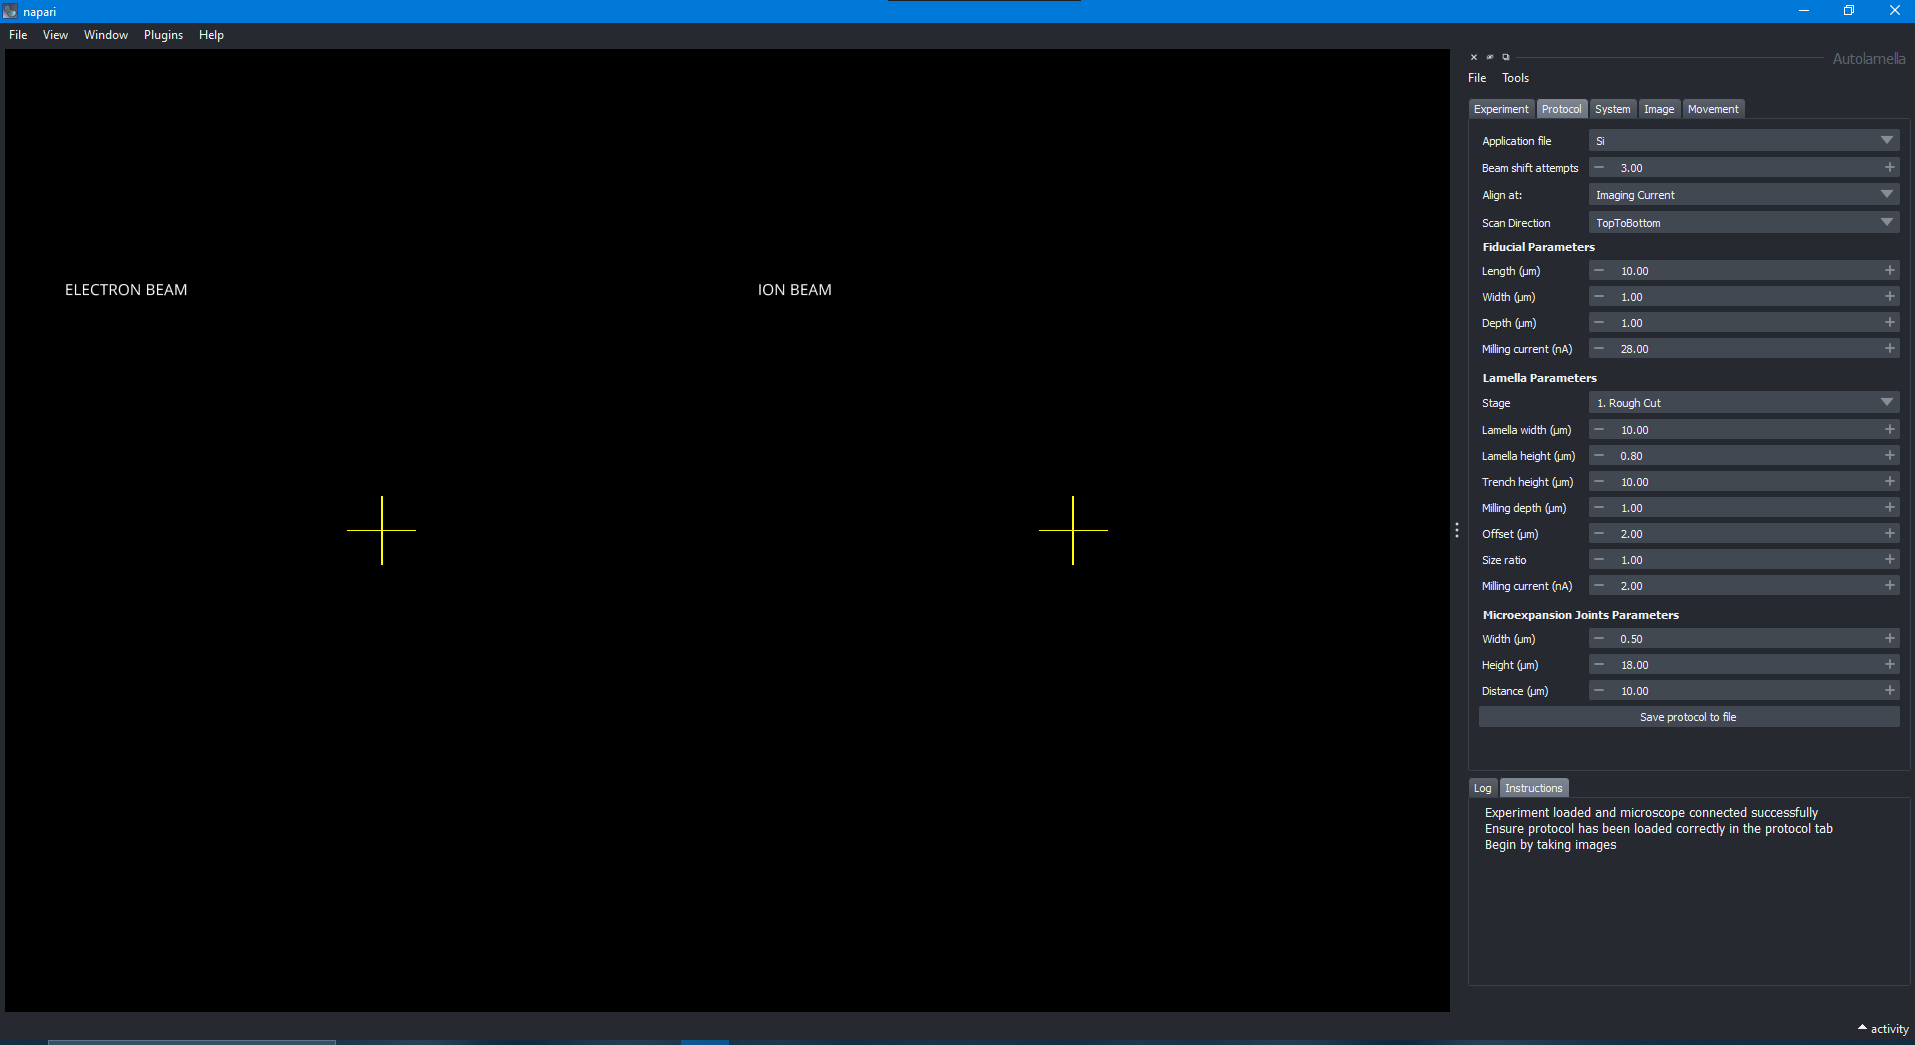 napari
File View Window Plugins Help
Autolamella
File Tools
Experiment Protocol System Image Movement
Application file Si
Beam shift attempts 3.00
Align at: Imaging Current
Scan Direction TopToBottom
Fiducial Parameters
Length (µm) 10.00
Width (µm) 1.00
Depth (µm) 1.00
Milling current (nA) 28.00
Lamella Parameters
Stage 1. Rough Cut
Lamella width (µm) 10.00
Lamella height (µm) 0.80
Trench height (µm) 10.00
Milling depth (µm) 1.00
Offset (µm) 2.00
Size ratio 1.00
Milling current (nA) 2.00
Microexpansion Joints Parameters
Width (µm) 0.50
Height (µm) 18.00
Distance (µm) 10.00
Save protocol to file
Log Instructions
Experiment loaded and microscope connected successfully
Ensure protocol has been loaded correctly in the protocol tab
Begin by taking images
ELECTRON BEAM
ION BEAM
activity